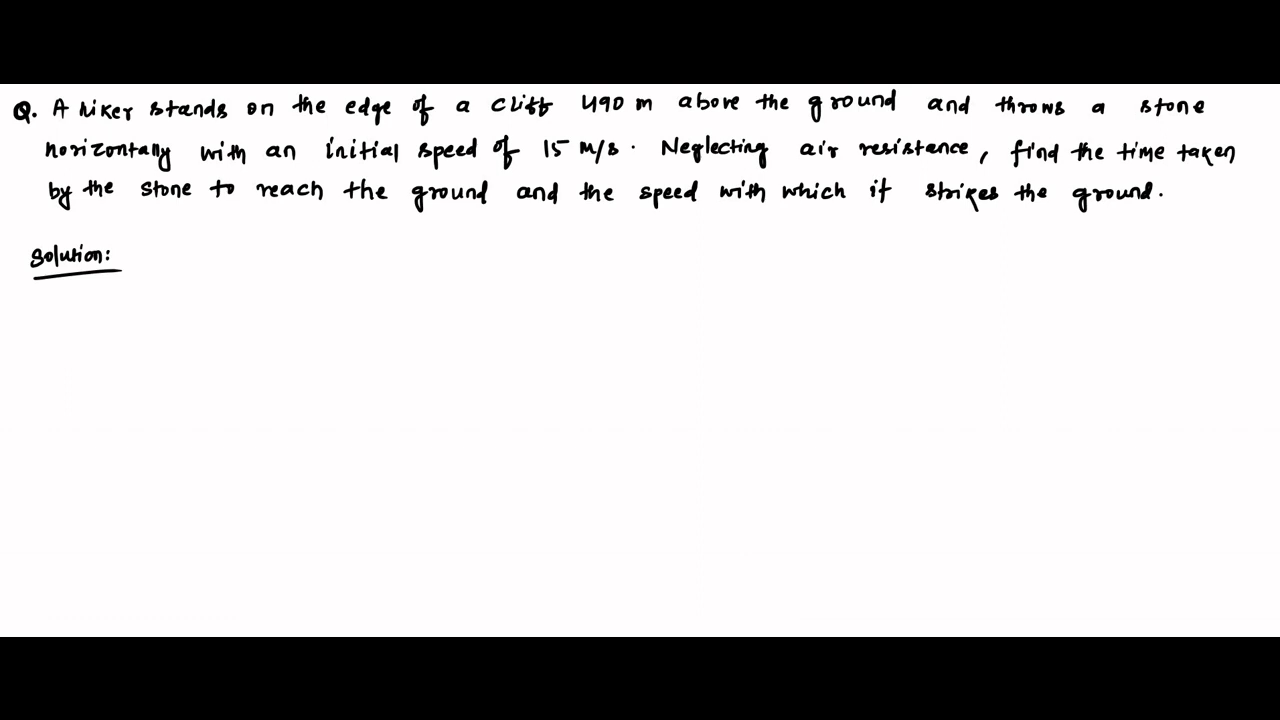 Q. A hiker stands on the edge of a cliff 490 m above the ground and throws a stone
horizontally with an initial speed of 15 m/s. Neglecting air resistance, find the time taken
by the stone to reach the ground and the speed with which it strikes the ground.
Solution: